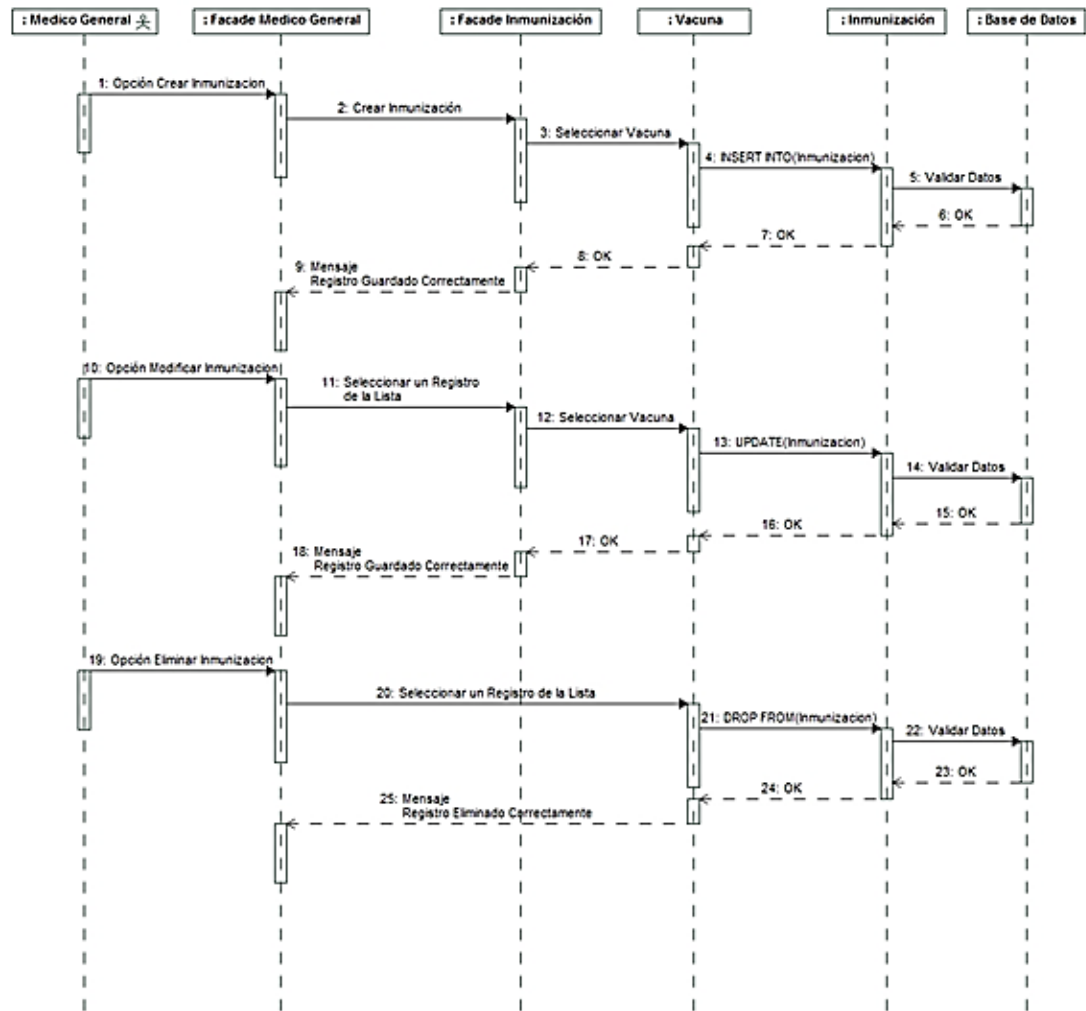 : Medico General
: Facade Medico General
: Facade Inmunización
: Vacuna
: Inmunización
: Base de Datos
1: Opción Crear Inmunizacion
2: Crear Inmunización
3: Seleccionar Vacuna
4: INSERT INTO(Inmunizacion)
5: Validar Datos
6: OK
7: OK
8: OK
9: Mensaje
Registro Guardado Correctamente
10: Opción Modificar Inmunizacion
11: Seleccionar un Registro
de la Lista
12: Seleccionar Vacuna
13: UPDATE(Inmunizacion)
14: Validar Datos
15: OK
16: OK
17: OK
18: Mensaje
Registro Guardado Correctamente
19: Opción Eliminar Inmunizacion
20: Seleccionar un Registro de la Lista
21: DROP FROM(Inmunizacion)
22: Validar Datos
23: OK
24: OK
25: Mensaje
Registro Eliminado Correctamente